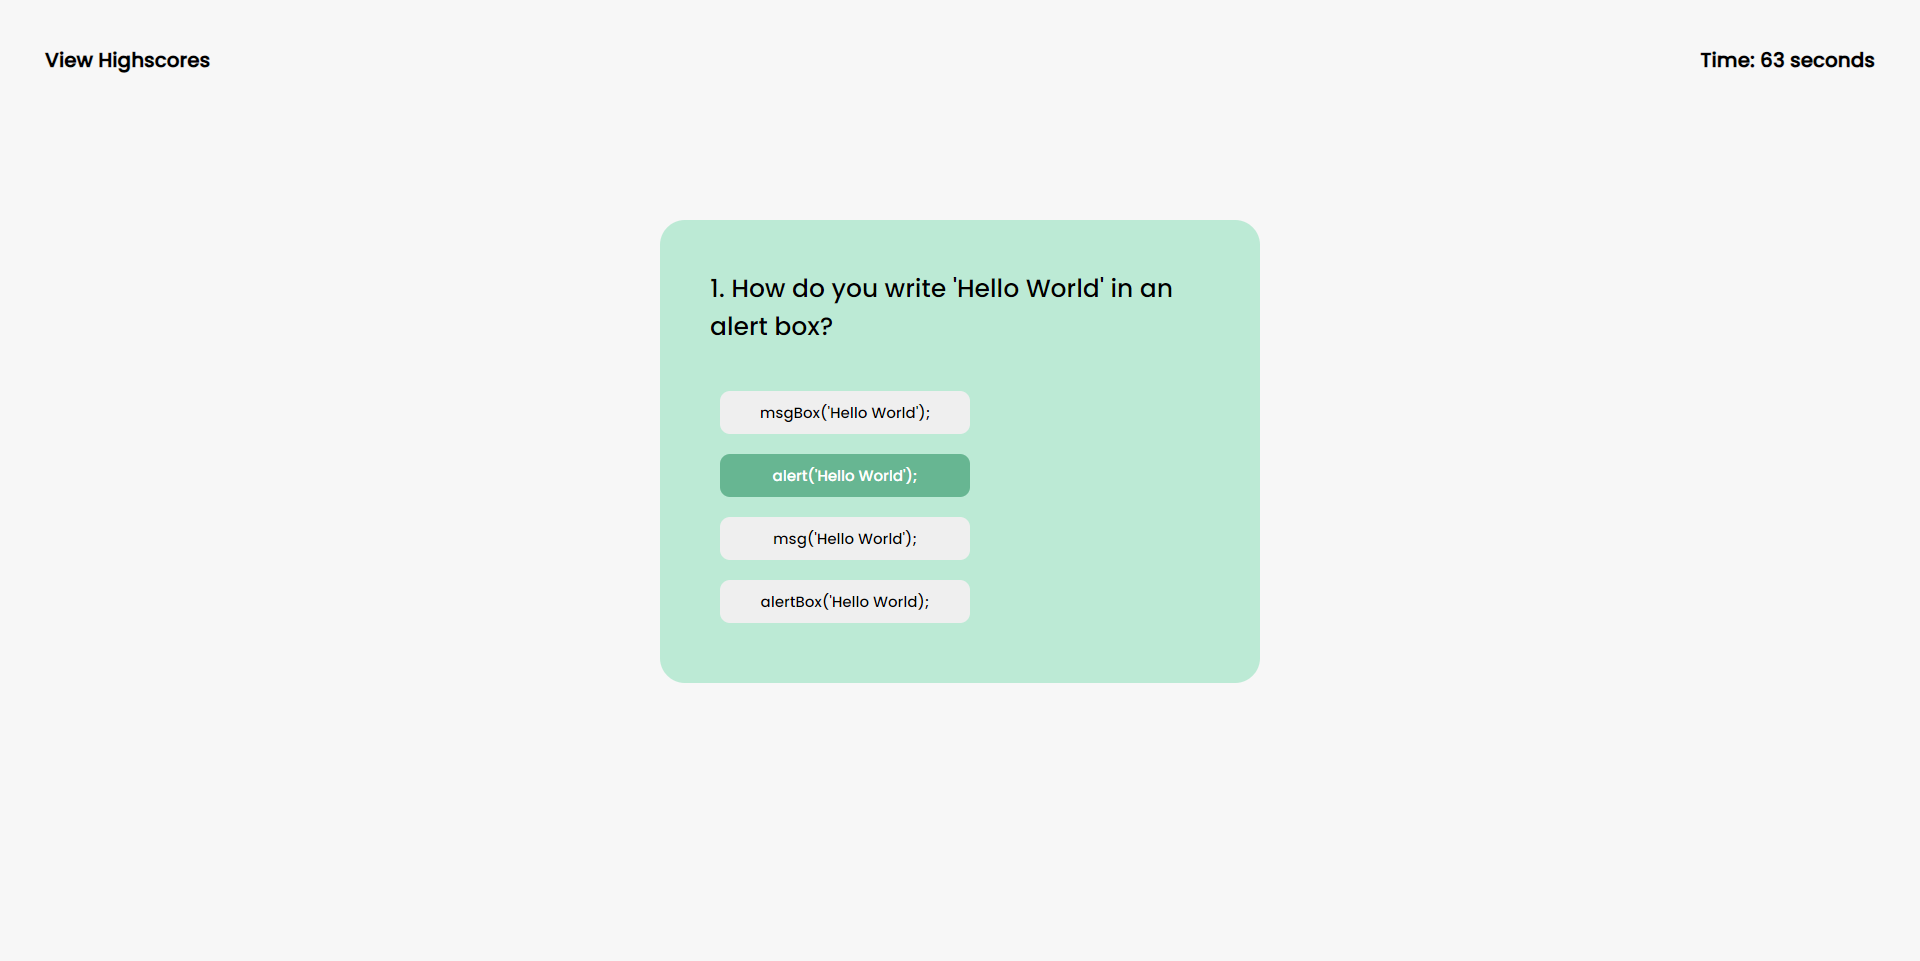 View Highscores
Time: 63 seconds
1. How do you write 'Hello World' in an
alert box?
msgBox('Hello World');
alert('Hello World');
msg('Hello World');
alertBox('Hello World);